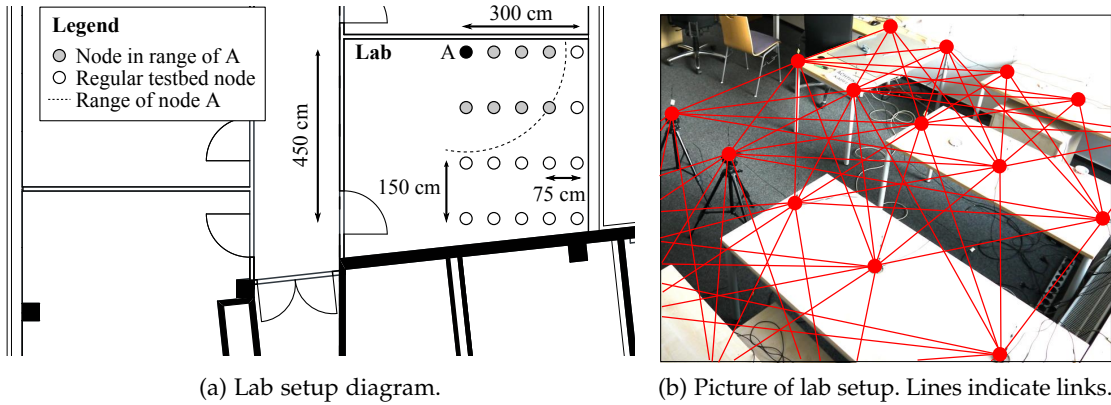 Legend
Node in range of A
Regular testbed node
Range of node A
300 cm
Lab
A
450 cm
150 cm
75 cm
(a) Lab setup diagram.
(b) Picture of lab setup. Lines indicate links.